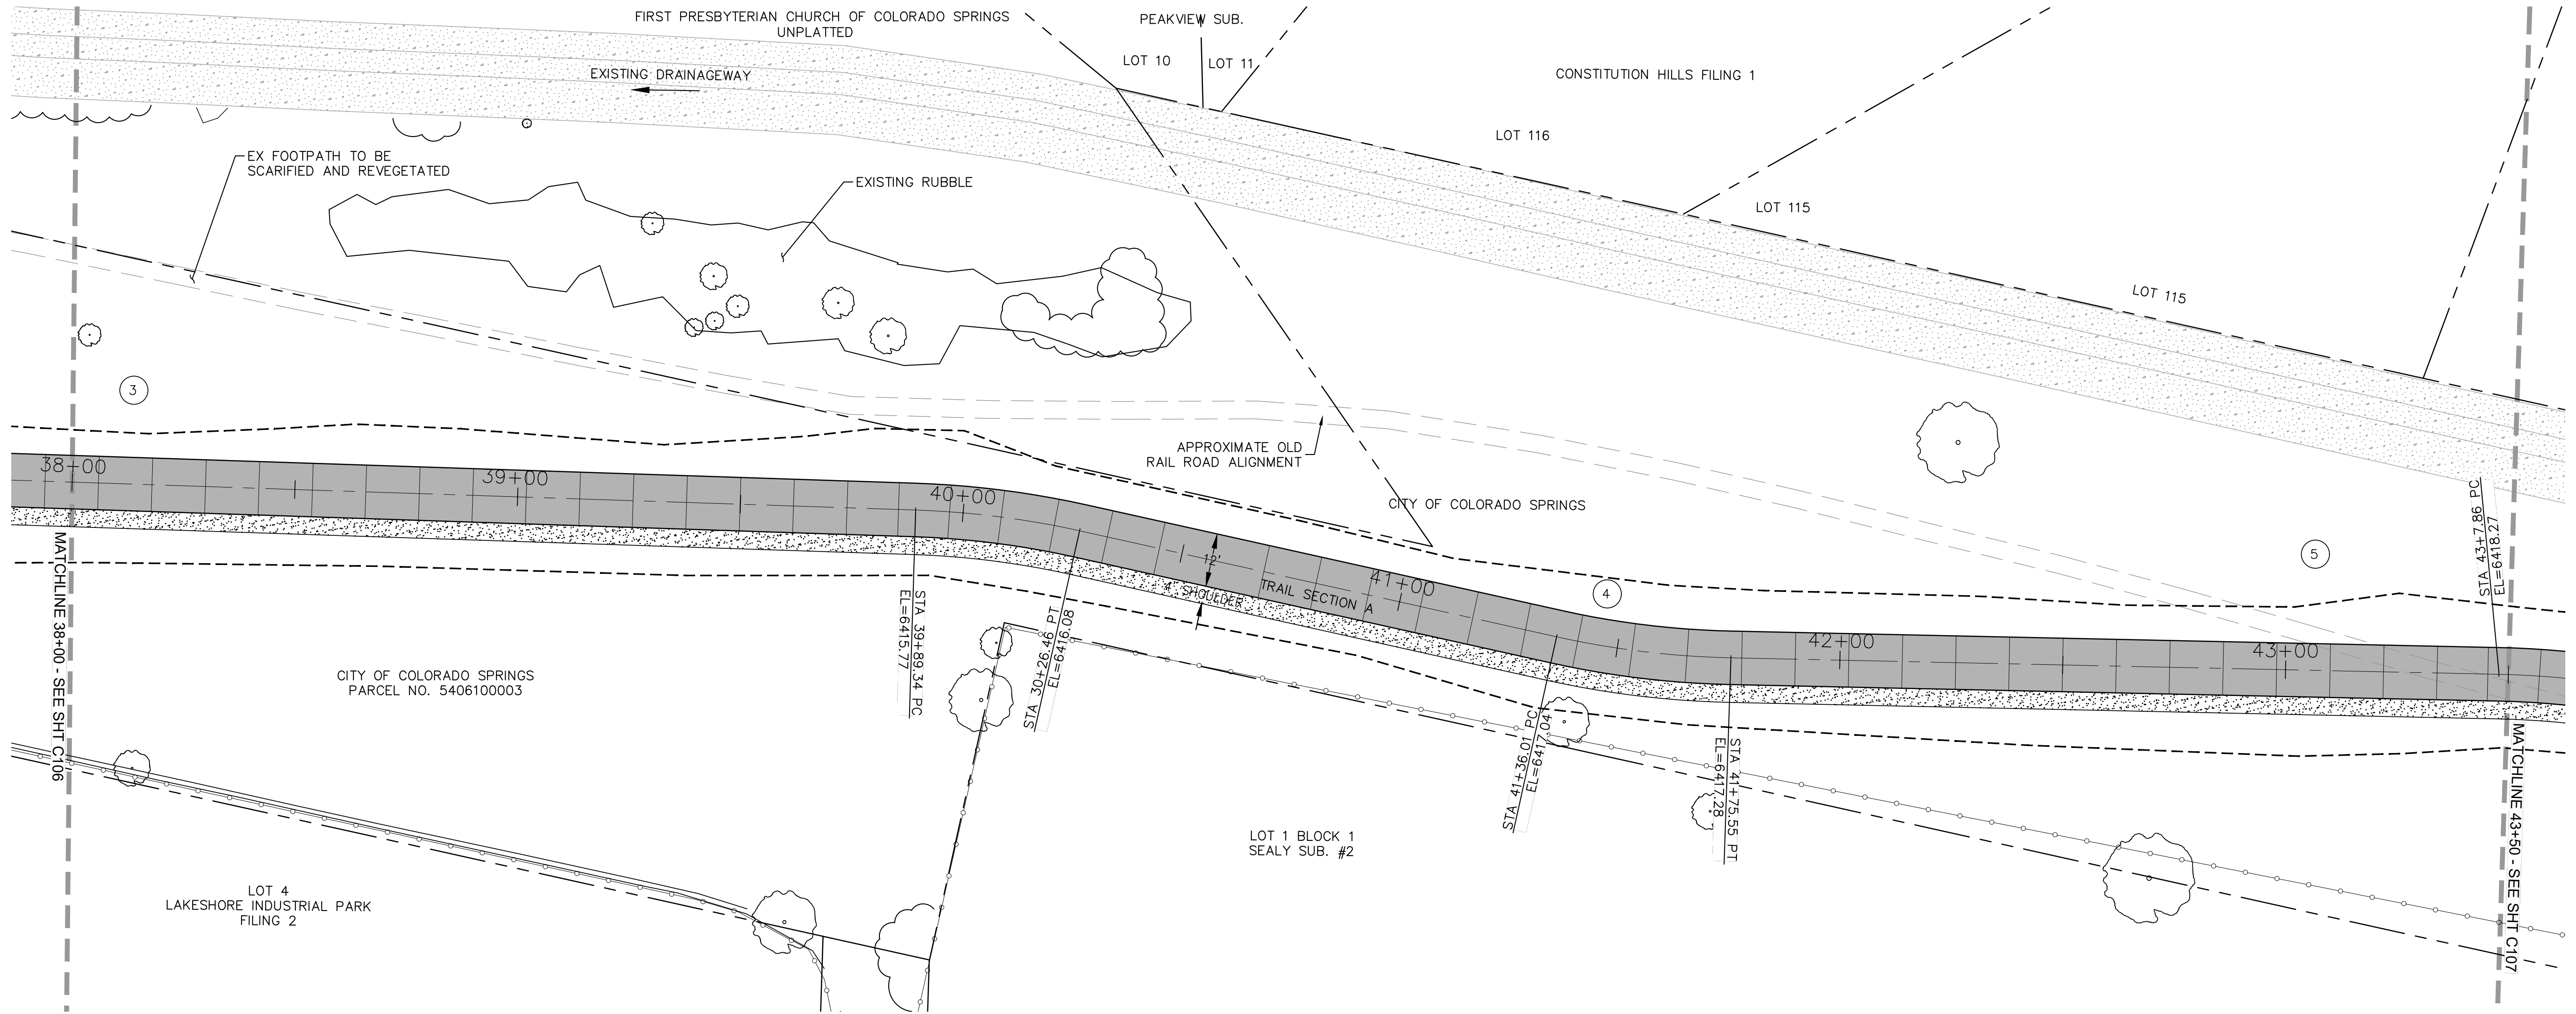 FIRST PRESBYTERIAN CHURCH OF COLORADO SPRINGS
UNPLATTED
PEAKVIEW SUB.
LOT 10
LOT 11
CONSTITUTION HILLS FILING 1
EXISTING DRAINAGEWAY
LOT 116
EX FOOTPATH TO BE
SCARIFIED AND REVEGETATED
EXISTING RUBBLE
LOT 115
LOT 115
3
APPROXIMATE OLD
RAIL ROAD ALIGNMENT
CITY OF COLORADO SPRINGS
38+00
39+00
40+00
41+00
42+00
43+00
12'
TRAIL SECTION A
4' SHOULDER
4
5
STA 43+7.86 PC
EL=6418.27
MATCHLINE 38+00 - SEE SHT C106
STA 39+89.34 PC
EL=6415.77
STA 30+26.46 PT
EL=6416.08
STA 41+36.01 PC
EL=6417.04
STA 41+75.55 PT
EL=6417.28
MATCHLINE 43+50 - SEE SHT C107
CITY OF COLORADO SPRINGS
PARCEL NO. 5406100003
LOT 1 BLOCK 1
SEALY SUB. #2
LOT 4
LAKESHORE INDUSTRIAL PARK
FILING 2